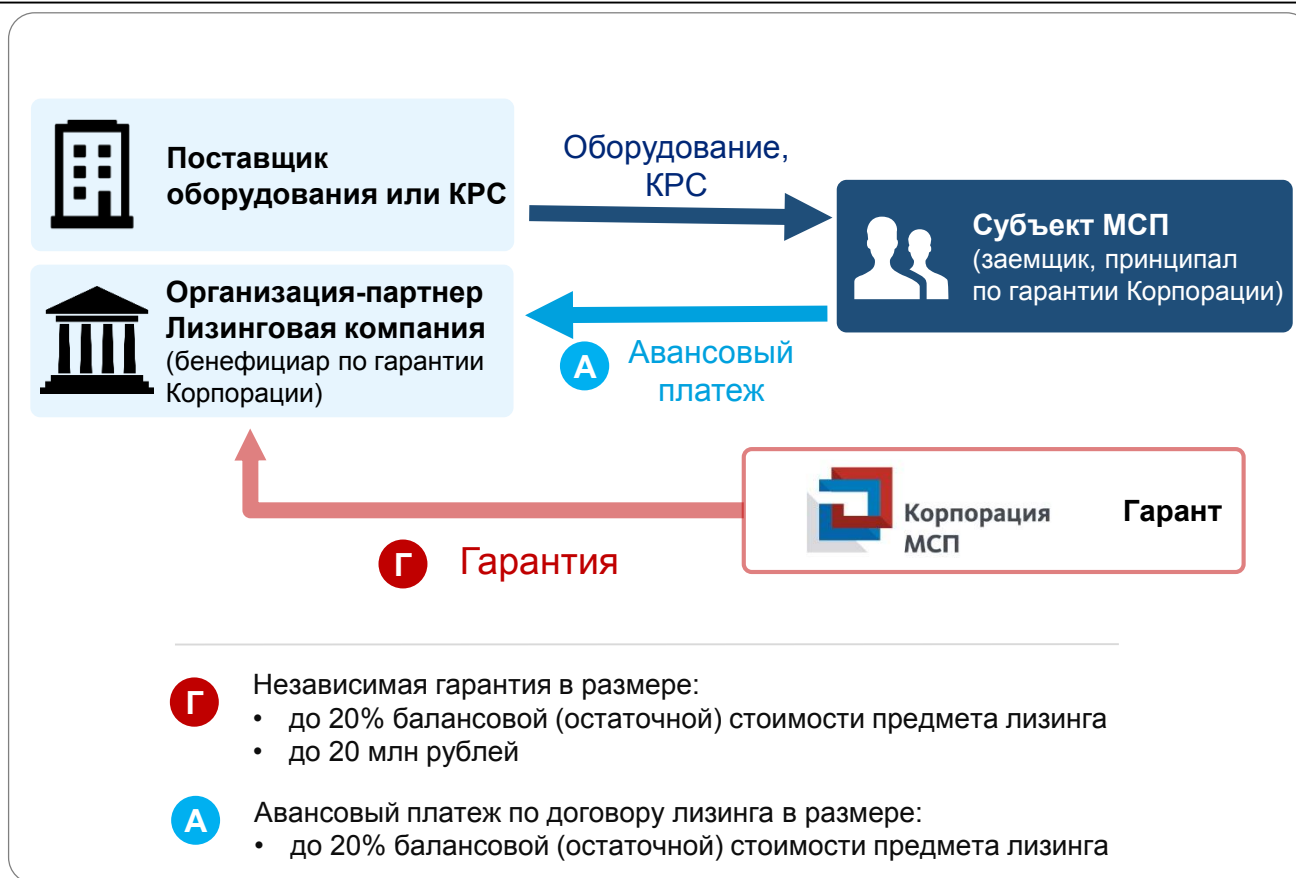 Поставщик
оборудования или КРС
Оборудование,
КРС
Субъект МСП
(заемщик, принципал
по гарантии Корпорации)
Организация-партнер
Лизинговая компания
(бенефициар по гарантии
Корпорации)
А
Авансовый
платеж
Корпорация
МСП
Гарант
Г
Гарантия
Г
Независимая гарантия в размере:
• до 20% балансовой (остаточной) стоимости предмета лизинга
• до 20 млн рублей
А
Авансовый платеж по договору лизинга в размере:
• до 20% балансовой (остаточной) стоимости предмета лизинга